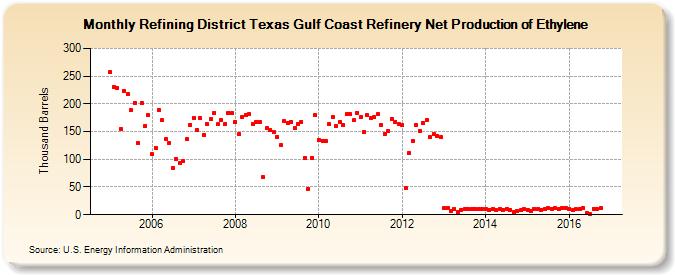 Monthly Refining District Texas Gulf Coast Refinery Net Production of Ethylene
Thousand Barrels
300
250
200
150
100
50
0
2006 2008 2010 2012 2014 2016
Source: U.S. Energy Information Administration